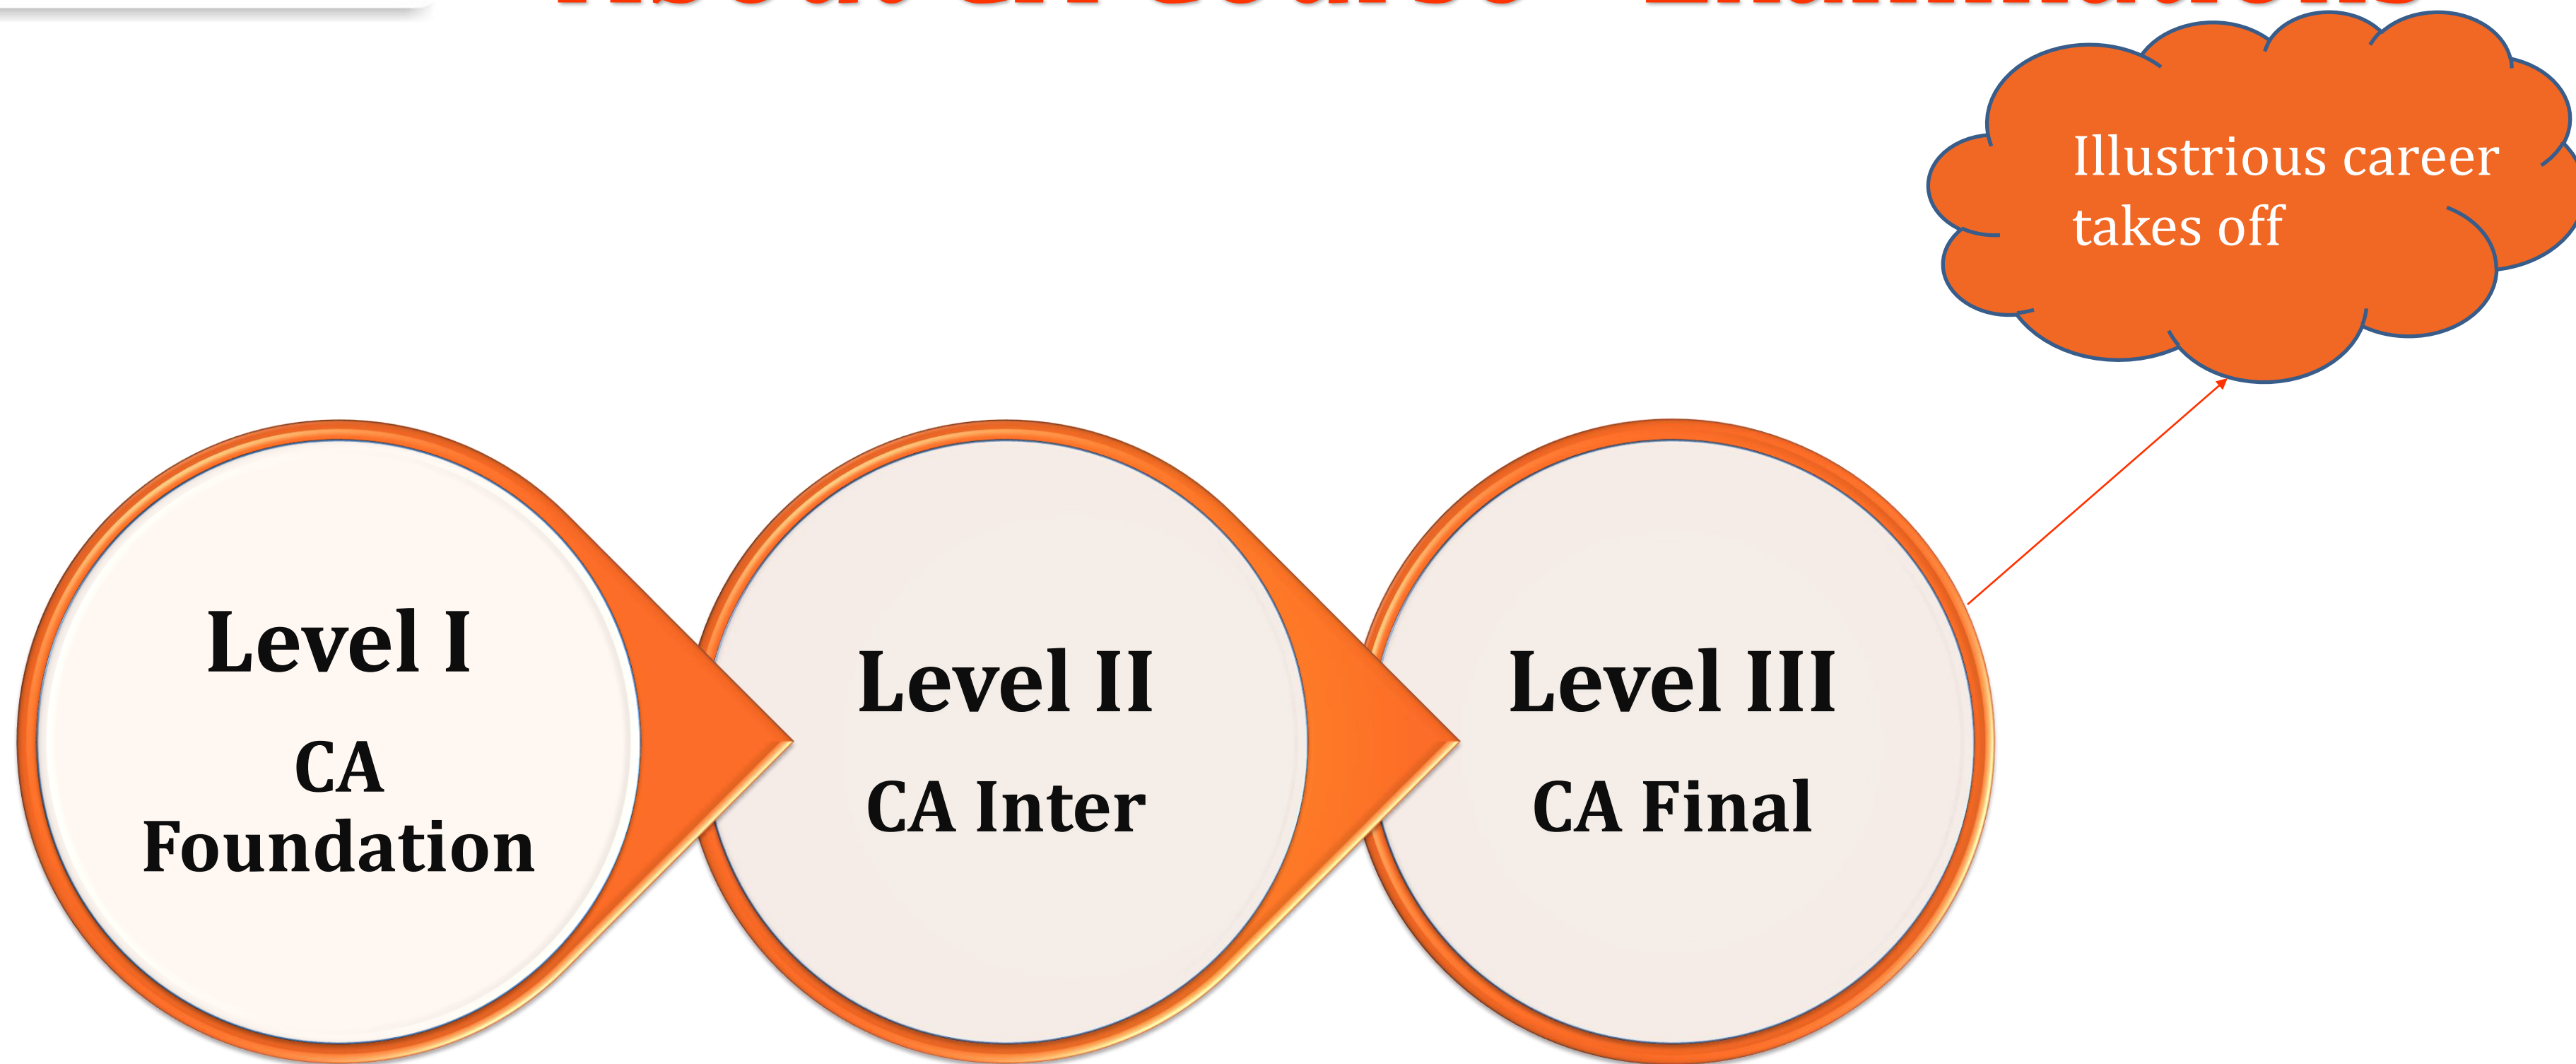 Illustrious career
takes off
Level I
CA
Foundation
Level II
CA Inter
Level III
CA Final